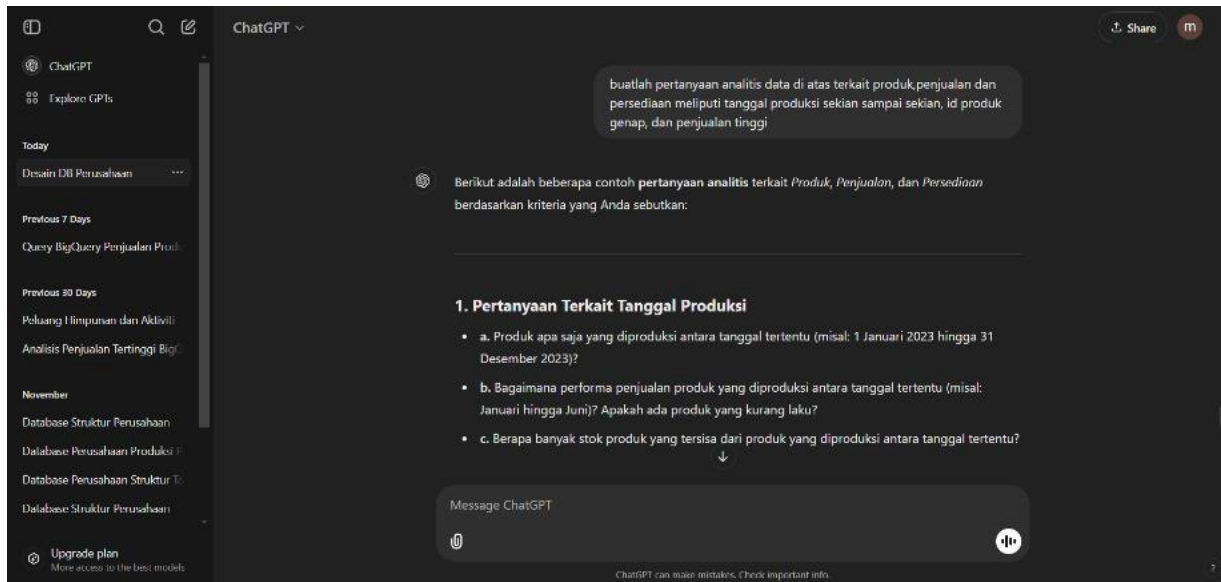 ChatGPT
Share
m
ChatGPT
Explore GPTs
Today
Desain DB Perusahaan
Previous 7 Days
Query BigQuery Penjualan Prod
Previous 30 Days
Peluang Himpunan dan Aktiviti
Analisis Penjualan Tertinggi Big
November
Database Struktur Perusahaan
Database Perusahaan Produksi
Database Perusahaan Struktur
Database Struktur Perusahaan
Upgrade plan
More access to the best models
buatlah pertanyaan analitis data di atas terkait produk,penjualan dan
persediaan meliputi tanggal produksi sekian sampai sekian, id produk
genap, dan penjualan tinggi
Berikut adalah beberapa contoh pertanyaan analitis terkait Produk, Penjualan, dan Persediaan
berdasarkan kriteria yang Anda sebutkan:
1. Pertanyaan Terkait Tanggal Produksi
• a. Produk apa saja yang diproduksi antara tanggal tertentu (misal: 1 Januari 2023 hingga 31
Desember 2023)?
• b. Bagaimana performa penjualan produk yang diproduksi antara tanggal tertentu (misal:
Januari hingga Juni)? Apakah ada produk yang kurang laku?
• c. Berapa banyak stok produk yang tersisa dari produk yang diproduksi antara tanggal tertentu?
Message ChatGPT
ChatGPT can make mistakes. Check important info.
?